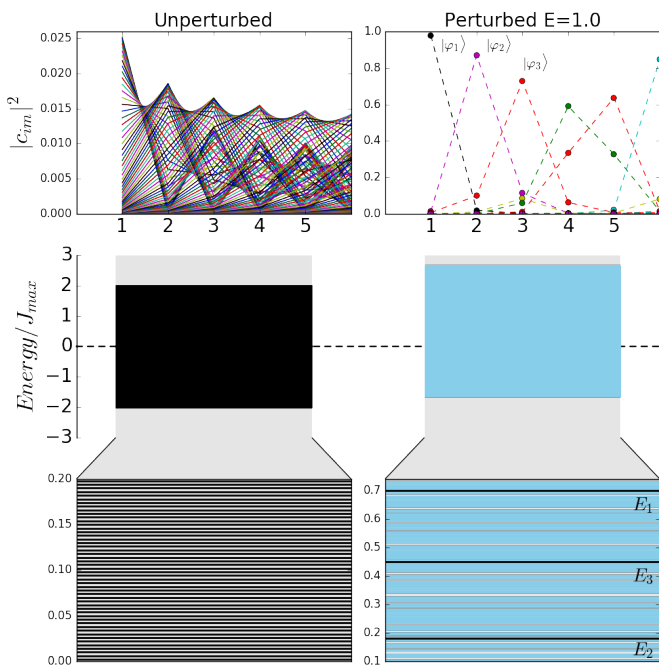 Unperturbed
Perturbed E=1.0
|c_{im}|^2
0.025
0.020
0.015
0.010
0.005
0.000
1 2 3 4 5
1.0
0.8
0.6
0.4
0.2
0.0
|φ₁⟩ |φ₂⟩
|φ₃⟩
1 2 3 4 5
Energy/J_{max}
3
2
1
0
−1
−2
−3
0.20
0.15
0.10
0.05
0.00
0.7
0.6
0.5
0.4
0.3
0.2
0.1
E₁
E₃
E₂